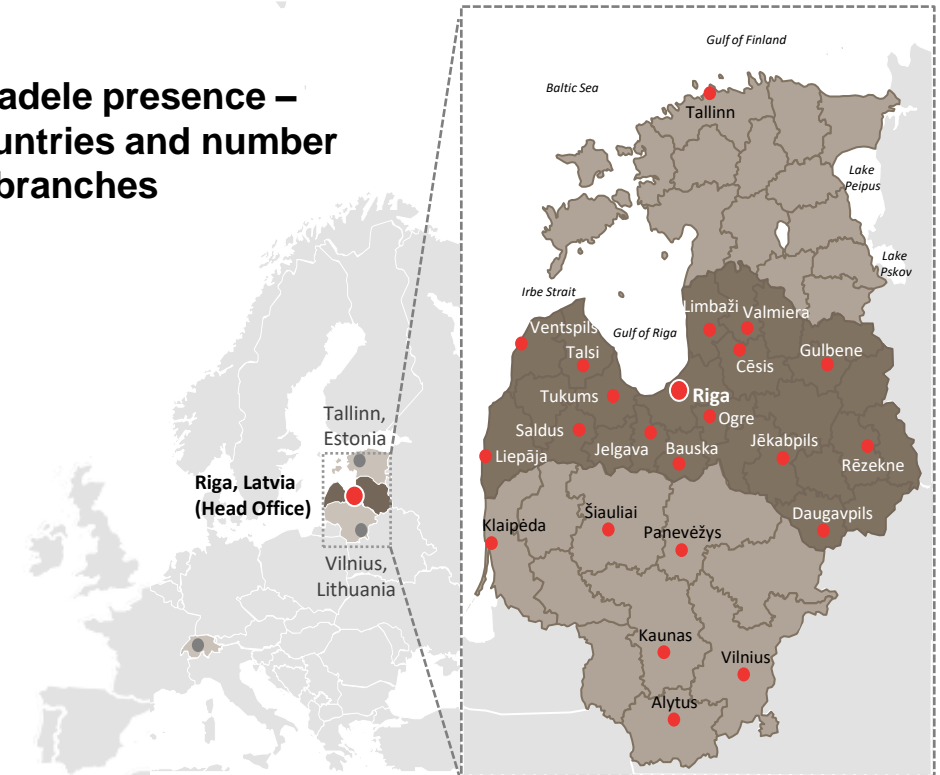 adele presence –
untries and number
branches
Gulf of Finland
Baltic Sea
Tallinn
Lake
Peipus
Lake
Pskov
Irbe Strait
Gulf of Riga
Limbaži
Valmiera
Ventspils
Talsi
Cēsis
Gulbene
Tukums
Riga
Ogre
Saldus
Jelgava
Bauska
Jēkabpils
Rēzekne
Liepāja
Daugavpils
Klaipėda
Šiauliai
Panevėžys
Kaunas
Vilnius
Alytus
Tallinn,
Estonia
Riga, Latvia
(Head Office)
Vilnius,
Lithuania